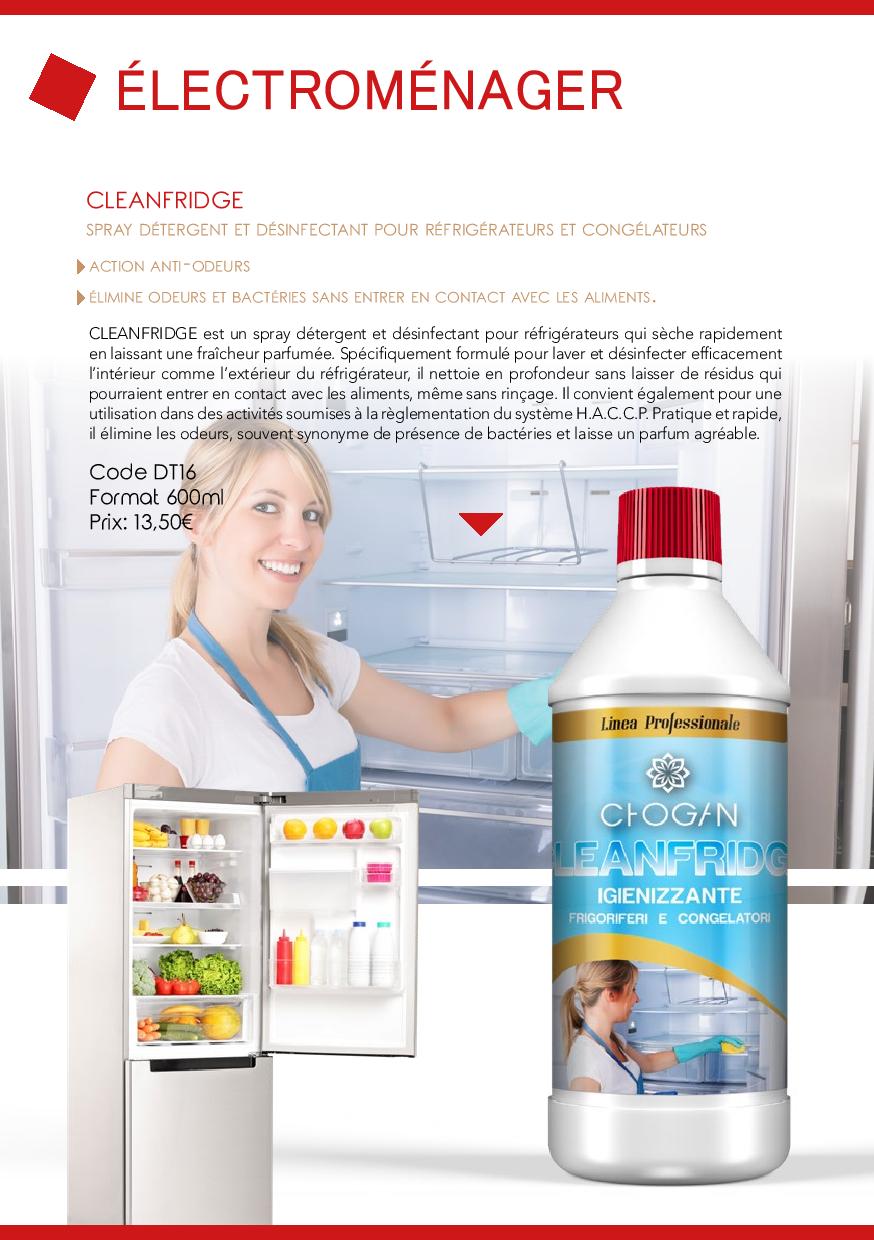 ÉLECTROMÉNAGER
CLEANFRIDGE
SPRAY DÉTERGENT ET DÉSINFECTANT POUR RÉFRIGÉRATEURS ET CONGÉLATEURS
ACTION ANTI-ODEURS
ÉLIMINE ODEURS ET BACTÉRIES SANS ENTRER EN CONTACT AVEC LES ALIMENTS.
CLEANFRIDGE est un spray détergent et désinfectant pour réfrigérateurs qui sèche rapidement
en laissant une fraîcheur parfumée. Spécifiquement formulé pour laver et désinfecter efficacement
l'intérieur comme l'extérieur du réfrigérateur, il nettoie en profondeur sans laisser de résidus qui
pourraient entrer en contact avec les aliments, même sans rinçage. Il convient également pour une
utilisation dans des activités soumises à la règlementation du système H.A.C.C.P. Pratique et rapide,
il élimine les odeurs, souvent synonyme de présence de bactéries et laisse un parfum agréable.
Code DT16
Format 600ml
Prix: 13,50€
Linea Professionale
CHOGAN
LEANFRIDG
IGIENIZZANTE
FRIGORIFERI E CONGELATORI